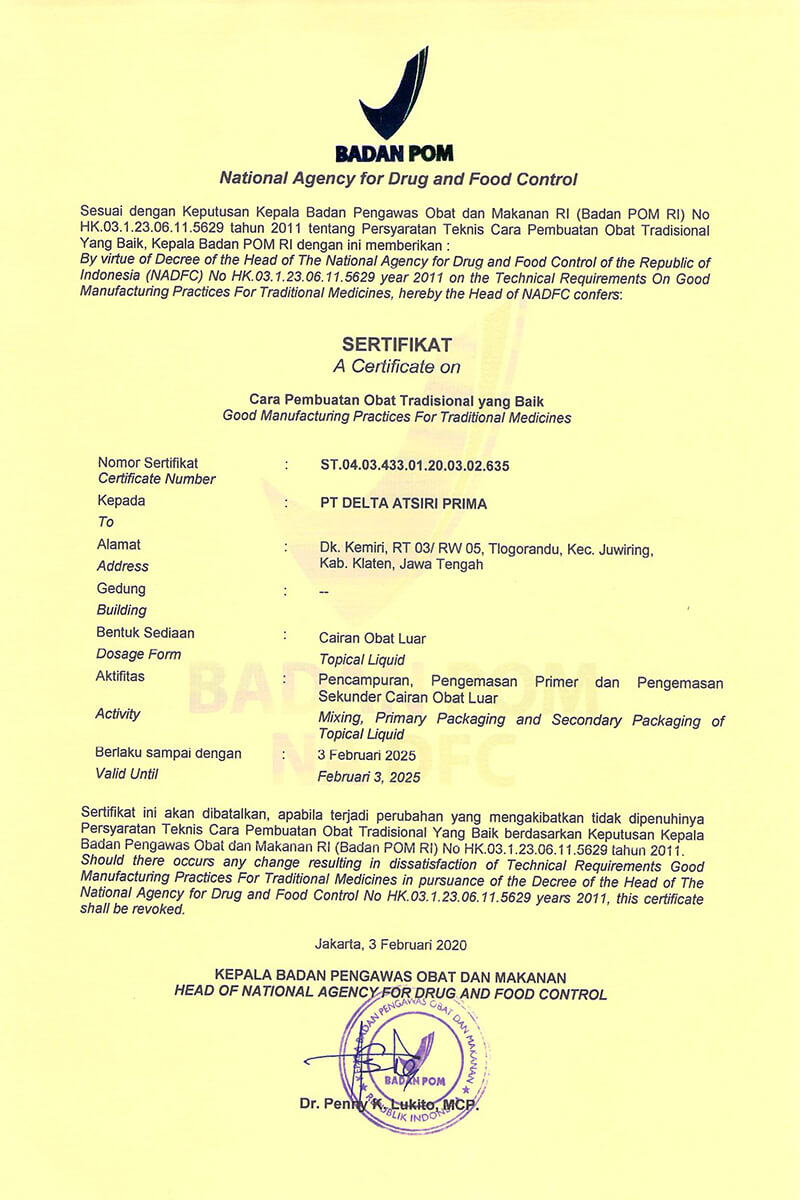 BADAN POM
National Agency for Drug and Food Control
Sesuai dengan Keputusan Kepala Badan Pengawas Obat dan Makanan RI (Badan POM RI) No
HK.03.1.23.06.11.5629 tahun 2011 tentang Persyaratan Teknis Cara Pembuatan Obat Tradisional
Yang Baik, Kepala Badan POM RI dengan ini memberikan :
By virtue of Decree of the Head of The National Agency for Drug and Food Control of the Republic of
Indonesia (NADFC) No HK.03.1.23.06.11.5629 year 2011 on the Technical Requirements On Good
Manufacturing Practices For Traditional Medicines, hereby the Head of NADFC confers:
SERTIFIKAT
A Certificate on
Cara Pembuatan Obat Tradisional yang Baik
Good Manufacturing Practices For Traditional Medicines
Nomor Sertifikat : ST.04.03.433.01.20.03.02.635
Certificate Number
Kepada : PT DELTA ATSIRI PRIMA
To
Alamat : Dk. Kemiri, RT 03/ RW 05, Tlogorandu, Kec. Juwiring,
Address Kab. Klaten, Jawa Tengah
Gedung : --
Building
Bentuk Sediaan : Cairan Obat Luar
Dosage Form Topical Liquid
Aktifitas : Pencampuran, Pengemasan Primer dan Pengemasan
Sekunder Cairan Obat Luar
Activity Mixing, Primary Packaging and Secondary Packaging of
Topical Liquid
Berlaku sampai dengan : 3 Februari 2025
Valid Until Februari 3, 2025
BADAN POM
NADFC
Sertifikat ini akan dibatalkan, apabila terjadi perubahan yang mengakibatkan tidak dipenuhinya
Persyaratan Teknis Cara Pembuatan Obat Tradisional Yang Baik berdasarkan Keputusan Kepala
Badan Pengawas Obat dan Makanan RI (Badan POM RI) No HK.03.1.23.06.11.5629 tahun 2011.
Should there occurs any change resulting in dissatisfaction of Technical Requirements Good
Manufacturing Practices For Traditional Medicines in pursuance of the Decree of the Head of The
National Agency for Drug and Food Control No HK.03.1.23.06.11.5629 years 2011, this certificate
shall be revoked.
Jakarta, 3 Februari 2020
KEPALA BADAN PENGAWAS OBAT DAN MAKANAN
HEAD OF NATIONAL AGENCY FOR DRUG AND FOOD CONTROL
KEPALA BADAN PENGAWAS OBAT DAN MAKANAN
BADAN POM
REPUBLIK INDONESIA
Dr. Penny K. Lukito, MCP.